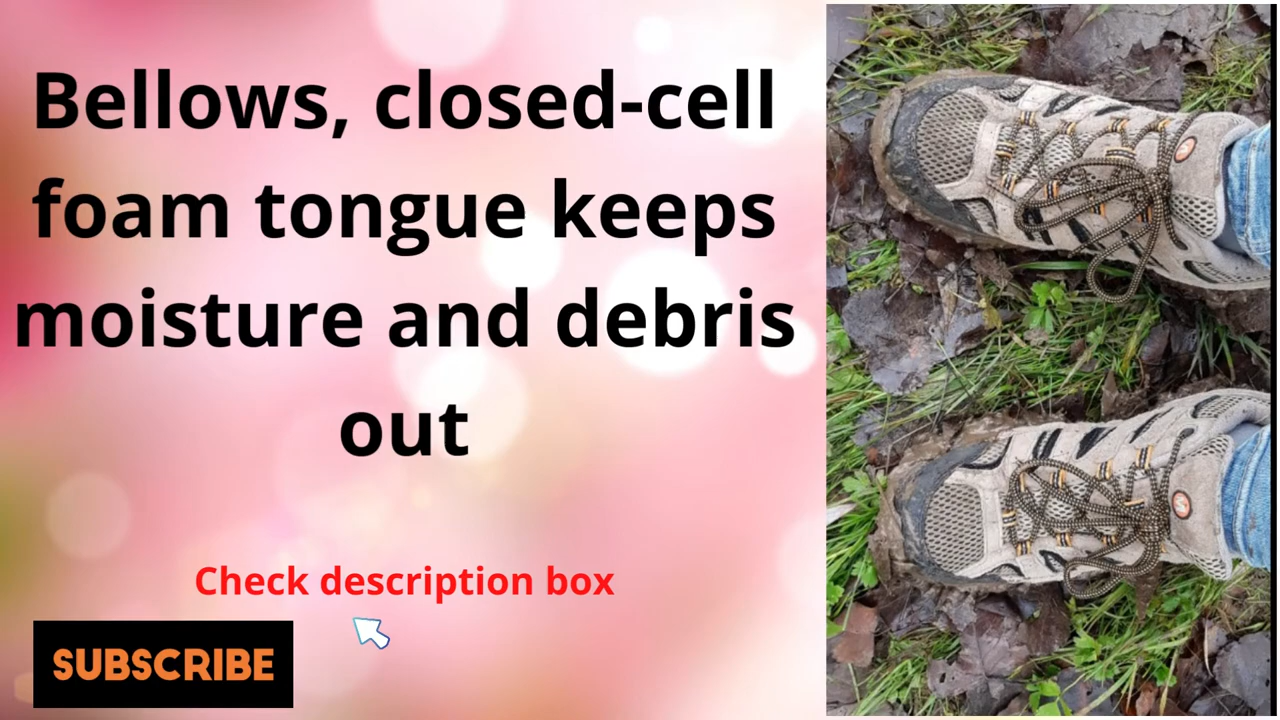 Bellows, closed-cell
foam tongue keeps
moisture and debris
out
Check description box
SUBSCRIBE